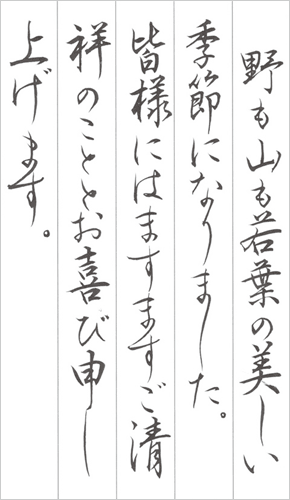 野も山も若葉の美しい
季節になりました。
皆様にはますますご清
祥のこととお喜び申し
上げます。